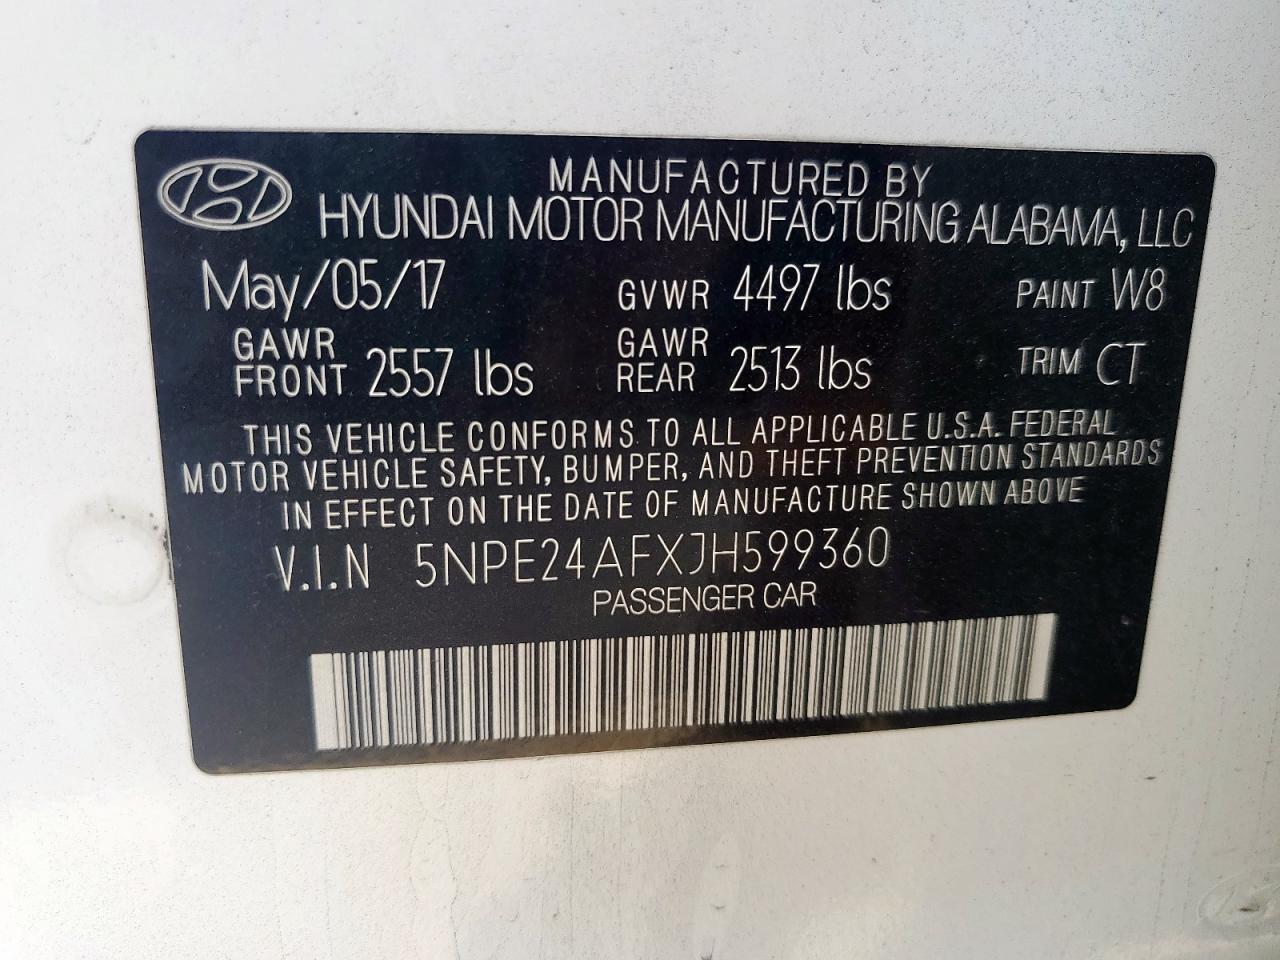 MANUFACTURED BY
HYUNDAI MOTOR MANUFACTURING ALABAMA, LLC
May/05/17 GVWR 4497 lbs PAINT W8
GAWR FRONT 2557 lbs GAWR REAR 2513 lbs TRIM CT
THIS VEHICLE CONFORMS TO ALL APPLICABLE U.S.A. FEDERAL
MOTOR VEHICLE SAFETY, BUMPER, AND THEFT PREVENTION STANDARDS
IN EFFECT ON THE DATE OF MANUFACTURE SHOWN ABOVE
V.I.N 5NPE24AFXJH599360
PASSENGER CAR